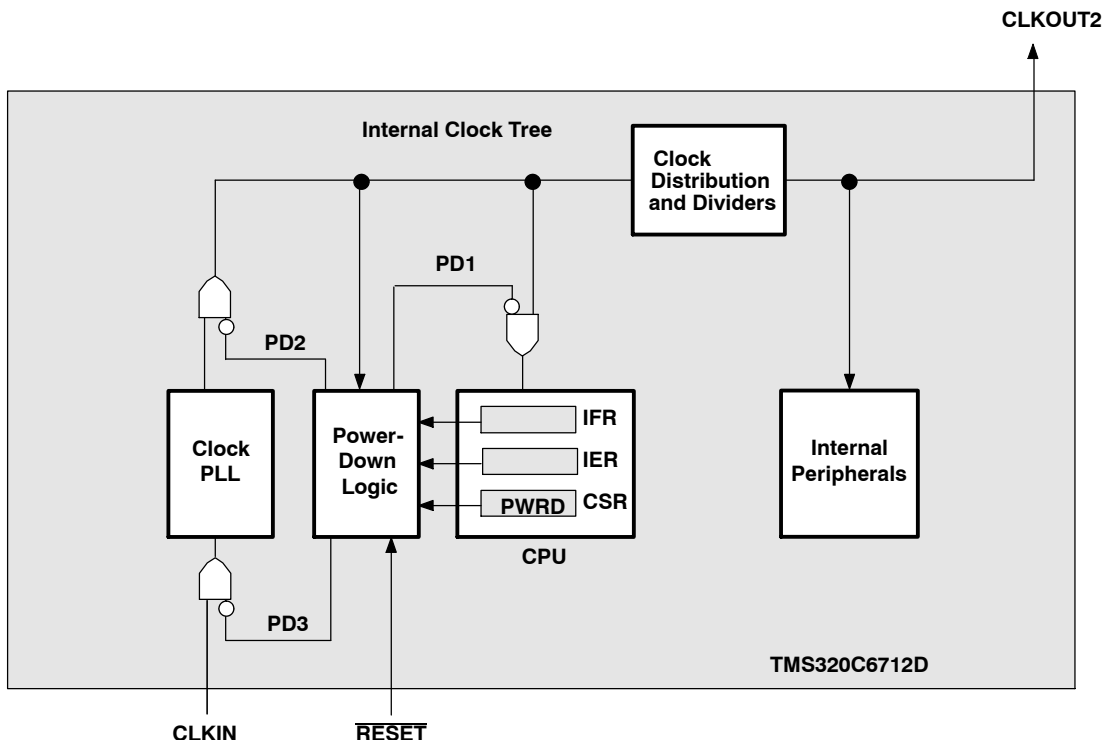 CLKOUT2
Internal Clock Tree
Clock
Distribution
and Dividers
PD1
PD2
Clock
PLL
Power-
Down
Logic
IFR
IER
PWRD
CSR
CPU
Internal
Peripherals
PD3
TMS320C6712D
CLKIN
RESET